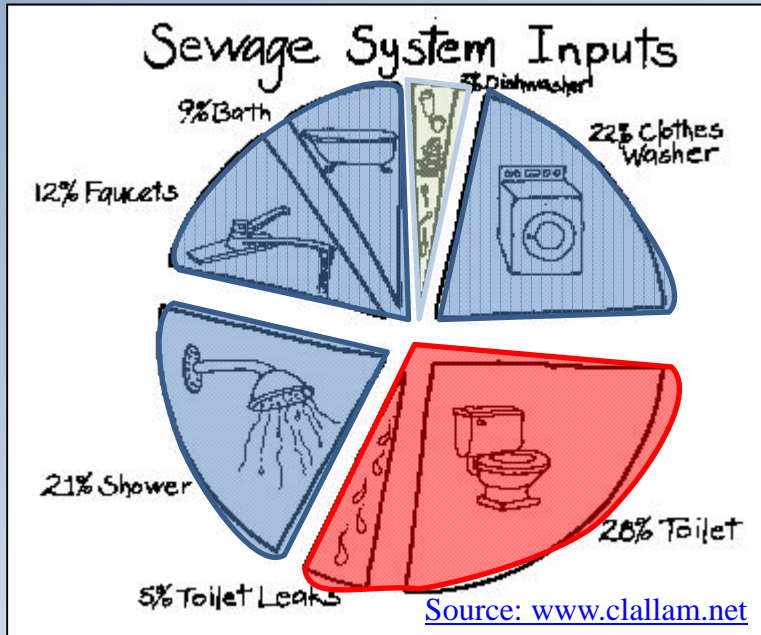 Sewage System Inputs
Dishwasher
9% Bath
22% Clothes
Washer
12% Faucets
21% Shower
28% Toilet
5% Toilet Leaks
Source: www.clallam.net